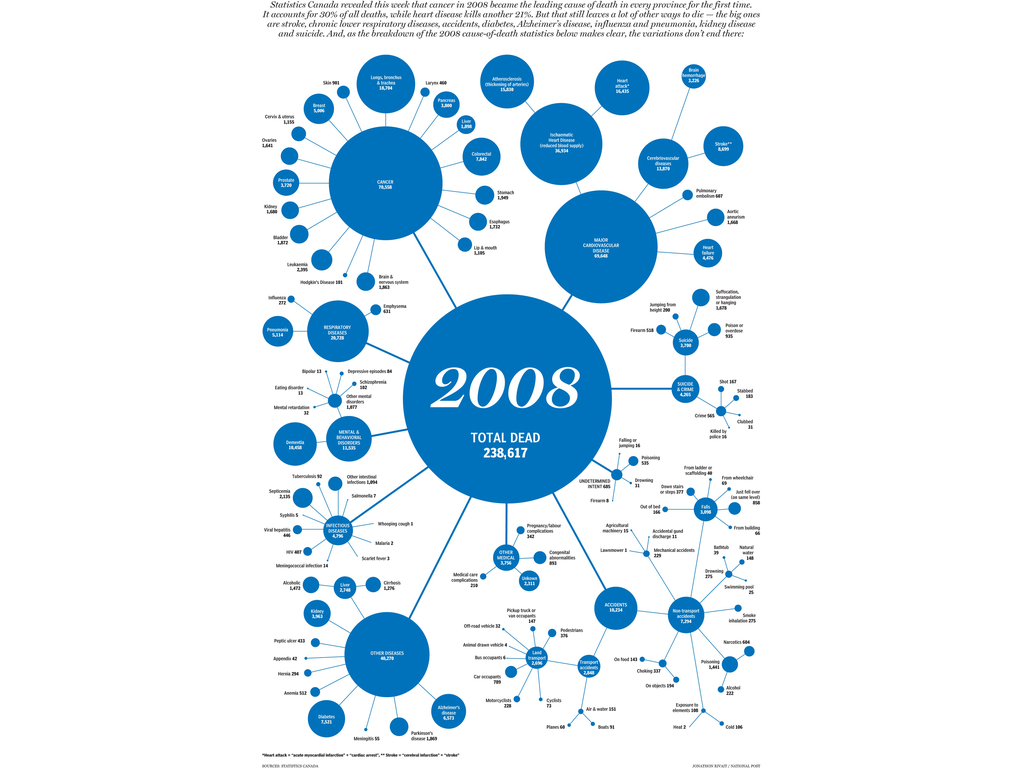 Statistics Canada revealed this week that cancer in 2008 became the leading cause of death in every province for the first time.
It accounts for 30% of all deaths, while heart disease kills another 21%. But that still leaves a lot of other ways to die — the big ones
are stroke, chronic lower respiratory diseases, accidents, diabetes, Alzheimer's disease, influenza and pneumonia, kidney disease
and suicide. And, as the breakdown of the 2008 cause-of-death statistics below makes clear, the variations don't end there:
Lungs, bronchus
& trachea
18,704
Skin 901
Larynx 460
Breast
5,006
Pancreas
3,800
Cervix & uterus
1,155
Liver
1,898
Ovaries
1,641
Colorectal
7,842
CANCER
70,558
Prostate
3,728
Stomach
1,949
Kidney
1,680
Esophagus
1,732
Bladder
1,872
Lip & mouth
1,105
Leukaemia
2,395
Hodgkin's Disease 101
Brain &
nervous system
1,863
Atherosclerosis
(thickening of arteries)
15,830
Heart
attack*
16,435
Brain
hemorrhage
3,226
Ischaemic
Heart Disease
(reduced blood supply)
36,934
Stroke**
8,699
Cerebrovascular
diseases
13,870
Pulmonary
embolism 607
Aortic
aneurism
1,668
MAJOR
CARDIOVASCULAR
DISEASE
69,648
Heart
failure
4,476
Influenza
272
Emphysema
631
Pneumonia
5,114
RESPIRATORY
DISEASES
20,728
Suffocation,
strangulation
or hanging
1,678
Jumping from
height 200
Firearm 518
Poison or
overdose
935
Suicide
3,700
SUICIDE
& CRIME
4,265
Shot 167
Stabbed
183
Crime 565
Clubbed
31
Killed by
police 16
Bipolar 13
Depressive episodes 84
Schizophrenia
102
Eating disorder
13
Other mental
disorders
1,077
Mental retardation
32
Dementia
10,458
MENTAL &
BEHAVIORAL
DISORDERS
11,535
2008
TOTAL DEAD
238,617
Tuberculosis 92
Other intestinal
infections 1,094
Septicemia
2,135
Salmonella 7
Syphilis 5
Whooping cough 1
Viral hepatitis
446
INFECTIOUS
DISEASES
4,796
Malaria 2
HIV 407
Scarlet fever 3
Meningococcal infection 14
Falling or
jumping 16
Poisoning
535
UNDETERMINED
INTENT 685
Drowning
31
Firearm 8
From ladder or
scaffolding 48
From wheelchair
69
Down stairs
or steps 377
Just fell over
(on same level)
858
Out of bed
166
Falls
3,098
From building
66
Agricultural
machinery 15
Accidental gund
discharge 11
Lawnmower 1
Mechanical accidents
229
Bathtub
39
Natural
water
148
Drowning
275
Swimming pool
25
Pregnancy/labour
complications
342
OTHER
MEDICAL
3,756
Congenital
abnormalities
893
Medical care
complications
210
Unkown
2,311
Alcoholic
1,472
Liver
2,748
Cirrhosis
1,276
Kidney
3,963
Peptic ulcer 433
Appendix 42
OTHER DISEASES
40,278
Hernia 294
Anemia 512
Diabetes
7,521
Alzheimer's
disease
6,573
Meningitis 55
Parkinson's
disease 1,869
ACCIDENTS
10,234
Non-transport
accidents
7,294
Smoke
inhalation 275
Pickup truck or
van occupants
147
Off-road vehicle 32
Pedestrians
376
Animal drawn vehicle 4
Bus occupants 6
Land
transport
2,696
Transport
accidents
2,848
Car occupants
789
Motorcyclists
220
Cyclists
73
Air & water 151
Planes 60
Boats 91
On food 143
Choking 337
On objects 194
Narcotics 604
Poisoning
1,441
Alcohol
222
Exposure to
elements 108
Heat 2
Cold 106
*Heart attack = "acute myocardial infarction" + "cardiac arrest", ** Stroke = "cerebral infarction" + "stroke"
SOURCES: STATISTICS CANADA
JONATHON RIVAIT / NATIONAL POST